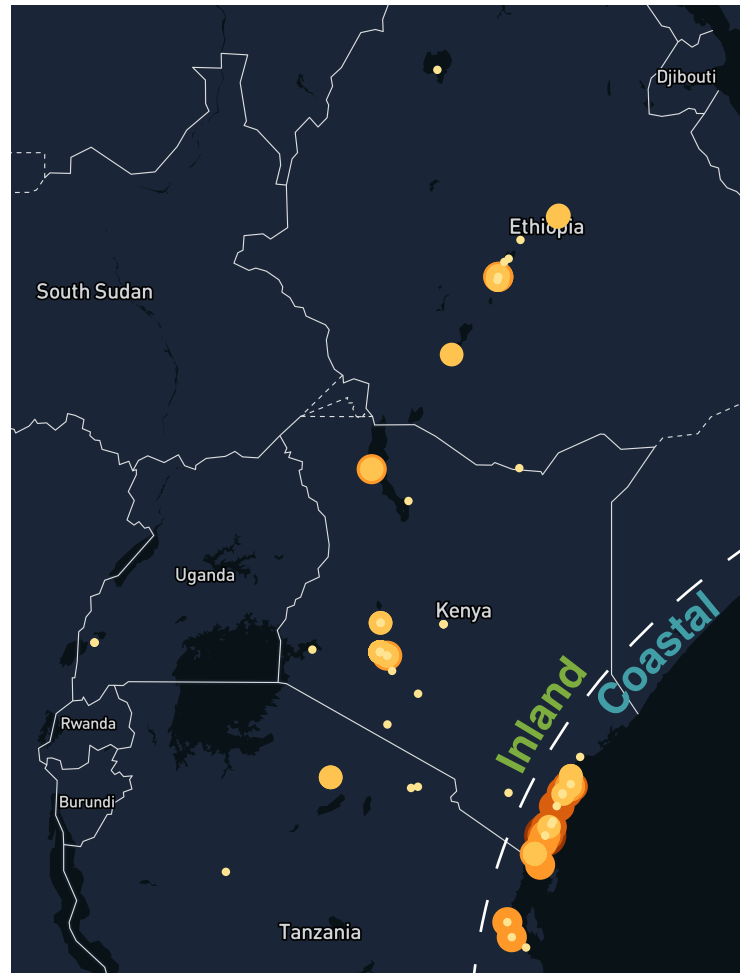 Djibouti
Ethiopia
South Sudan
Uganda
Kenya
Coastal
Inland
Rwanda
Burundi
Tanzania